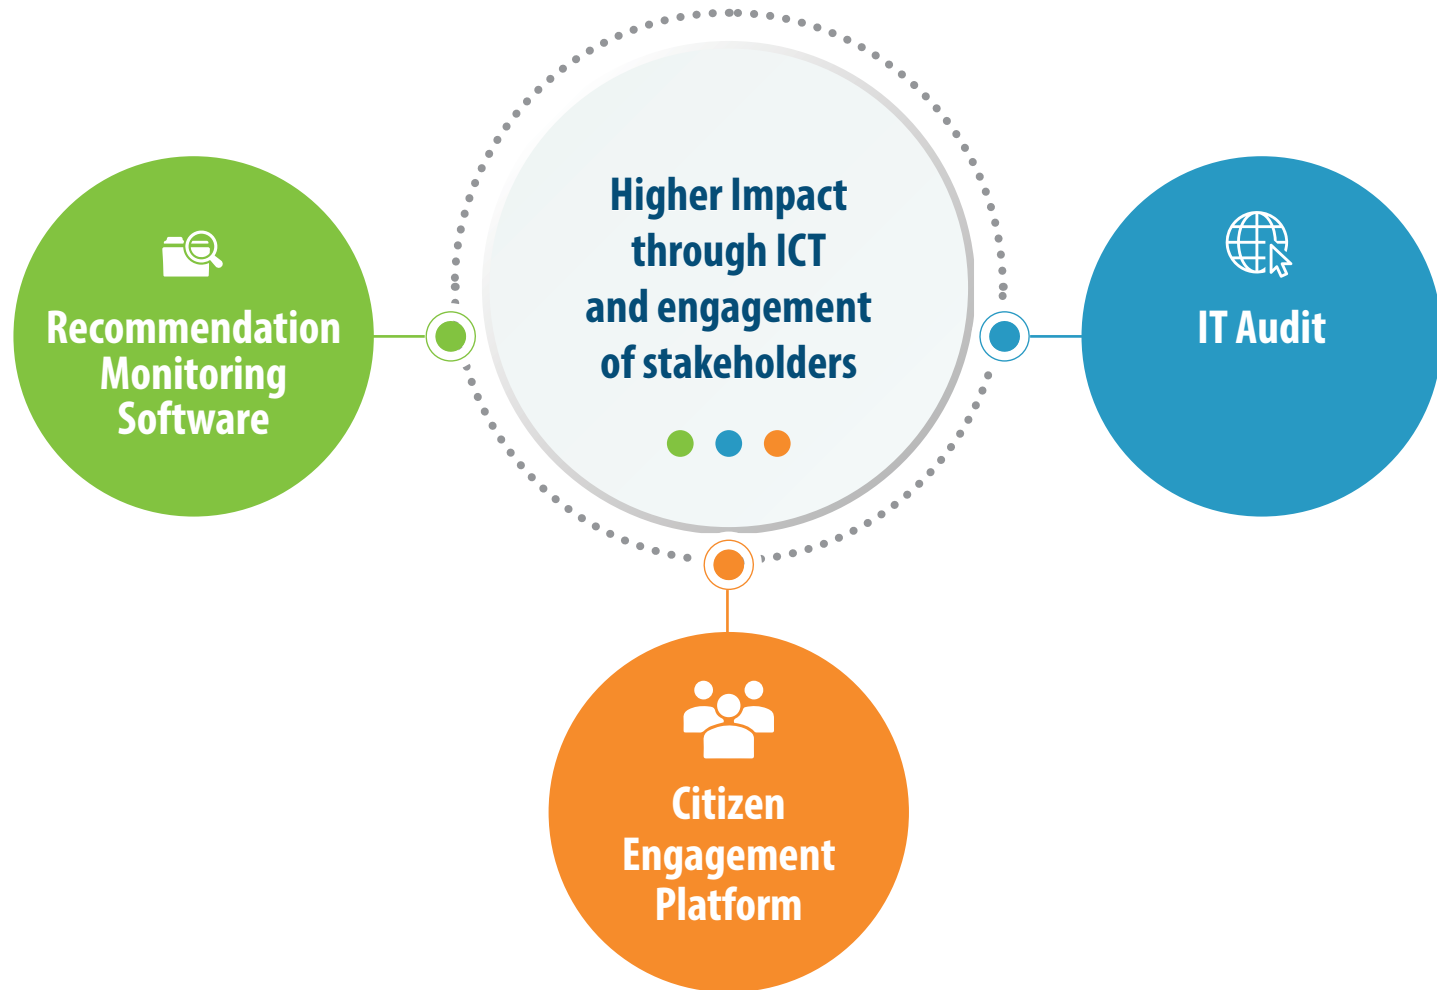 Higher Impact
through ICT
and engagement
of stakeholders
Recommendation
Monitoring
Software
IT Audit
Citizen
Engagement
Platform